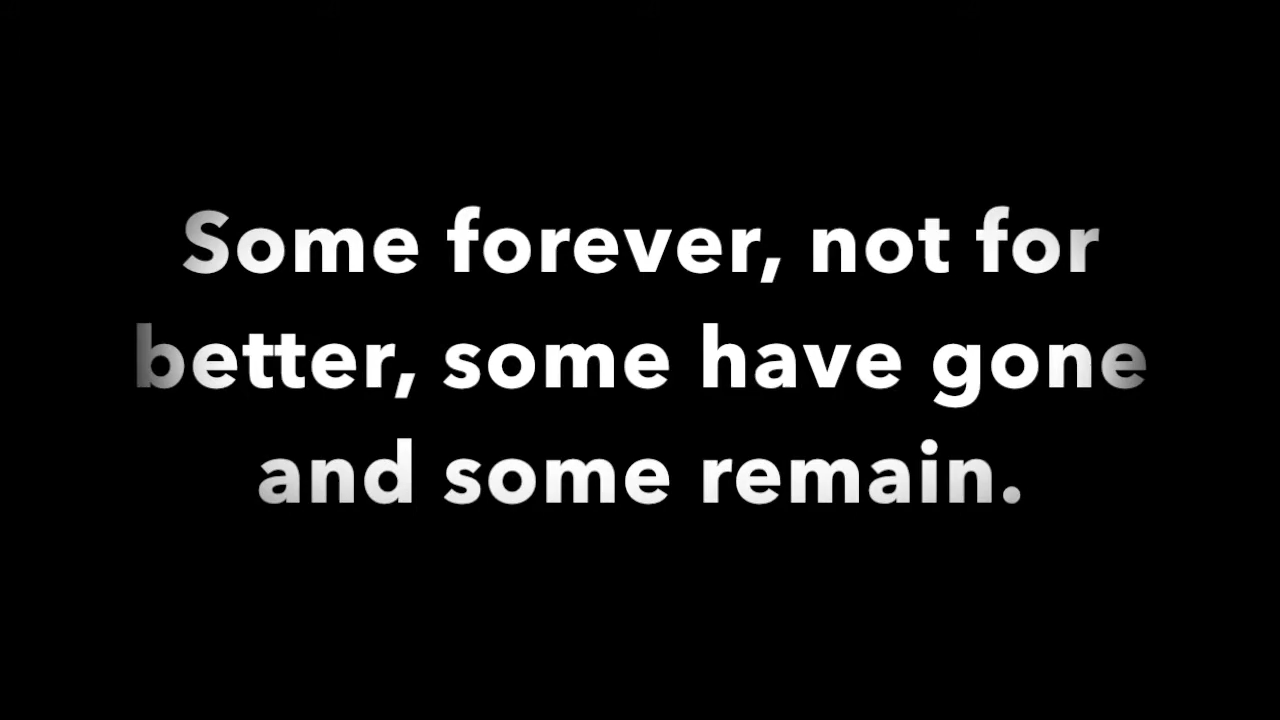 Some forever, not for
better, some have gone
and some remain.